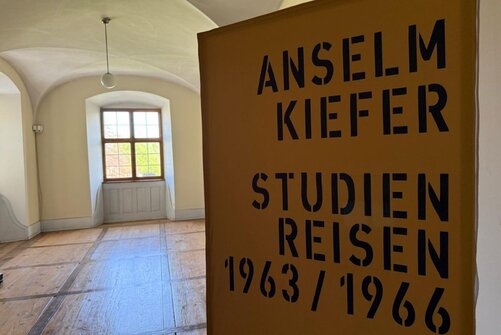 ANSELM
KIEFER
STUDIEN
REISEN
1963/1966